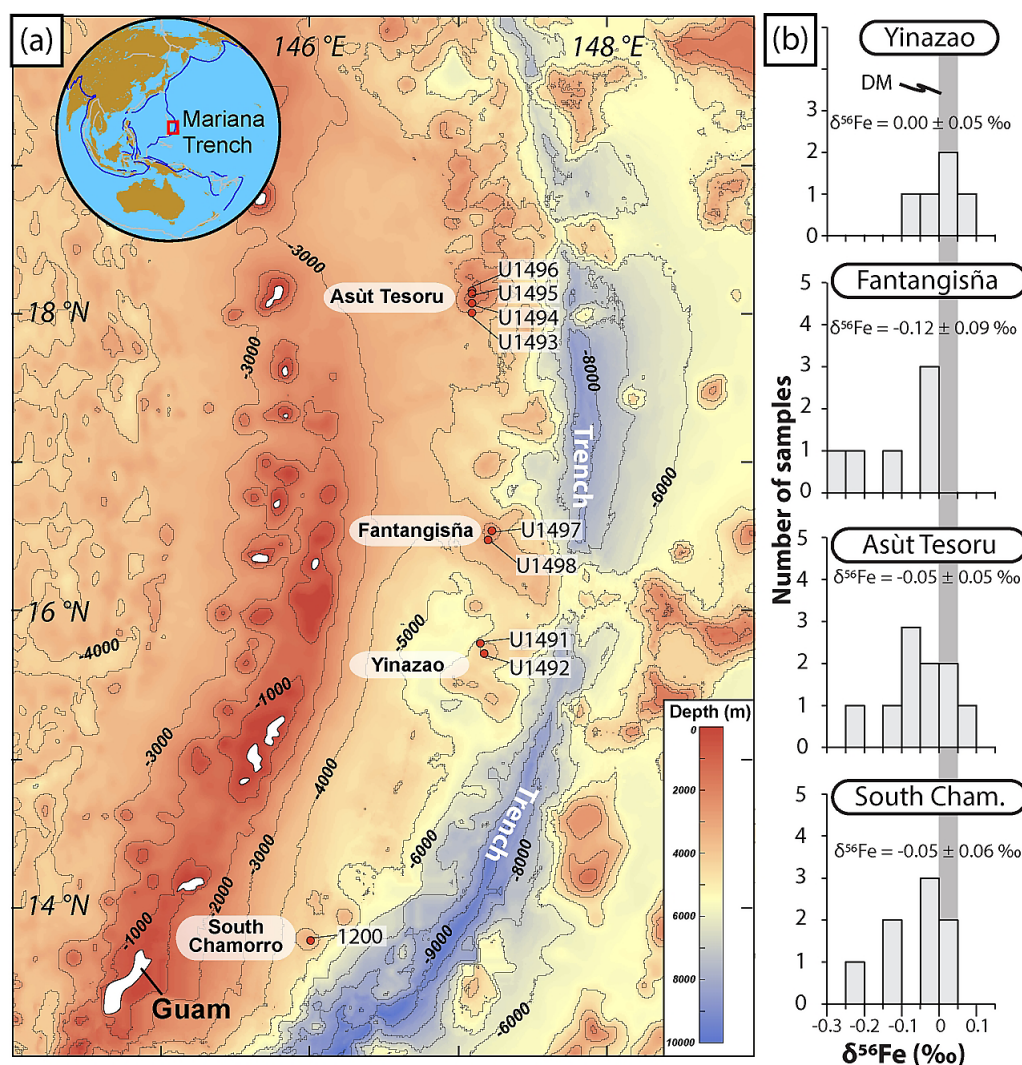 (a)
146 °E
148 °E
Mariana
Trench
-3000
Asùt Tesoru
U1496
U1495
U1494
U1493
18 °N
-3000
-8000
Trench
-6000
Fantangisña
U1497
U1498
16 °N
-4000
-5000
U1491
Yinazao
U1492
-1000
-3000
-4000
Trench
-8000
-6000
-3000
-2000
14 °N
-1000
South
Chamorro
1200
-9000
-6000
Guam
Depth (m)
0
2000
4000
6000
8000
10000
(b)
Yinazao
DM
δ⁵⁶Fe = 0.00 ± 0.05 ‰
3
2
1
0
Fantangisña
δ⁵⁶Fe = -0.12 ± 0.09 ‰
5
4
3
2
1
0
Number of samples
Asùt Tesoru
δ⁵⁶Fe = -0.05 ± 0.05 ‰
5
4
3
2
1
0
South Cham.
δ⁵⁶Fe = -0.05 ± 0.06 ‰
5
4
3
2
1
0
-0.3 -0.1 0 0.1
δ⁵⁶Fe (‰)